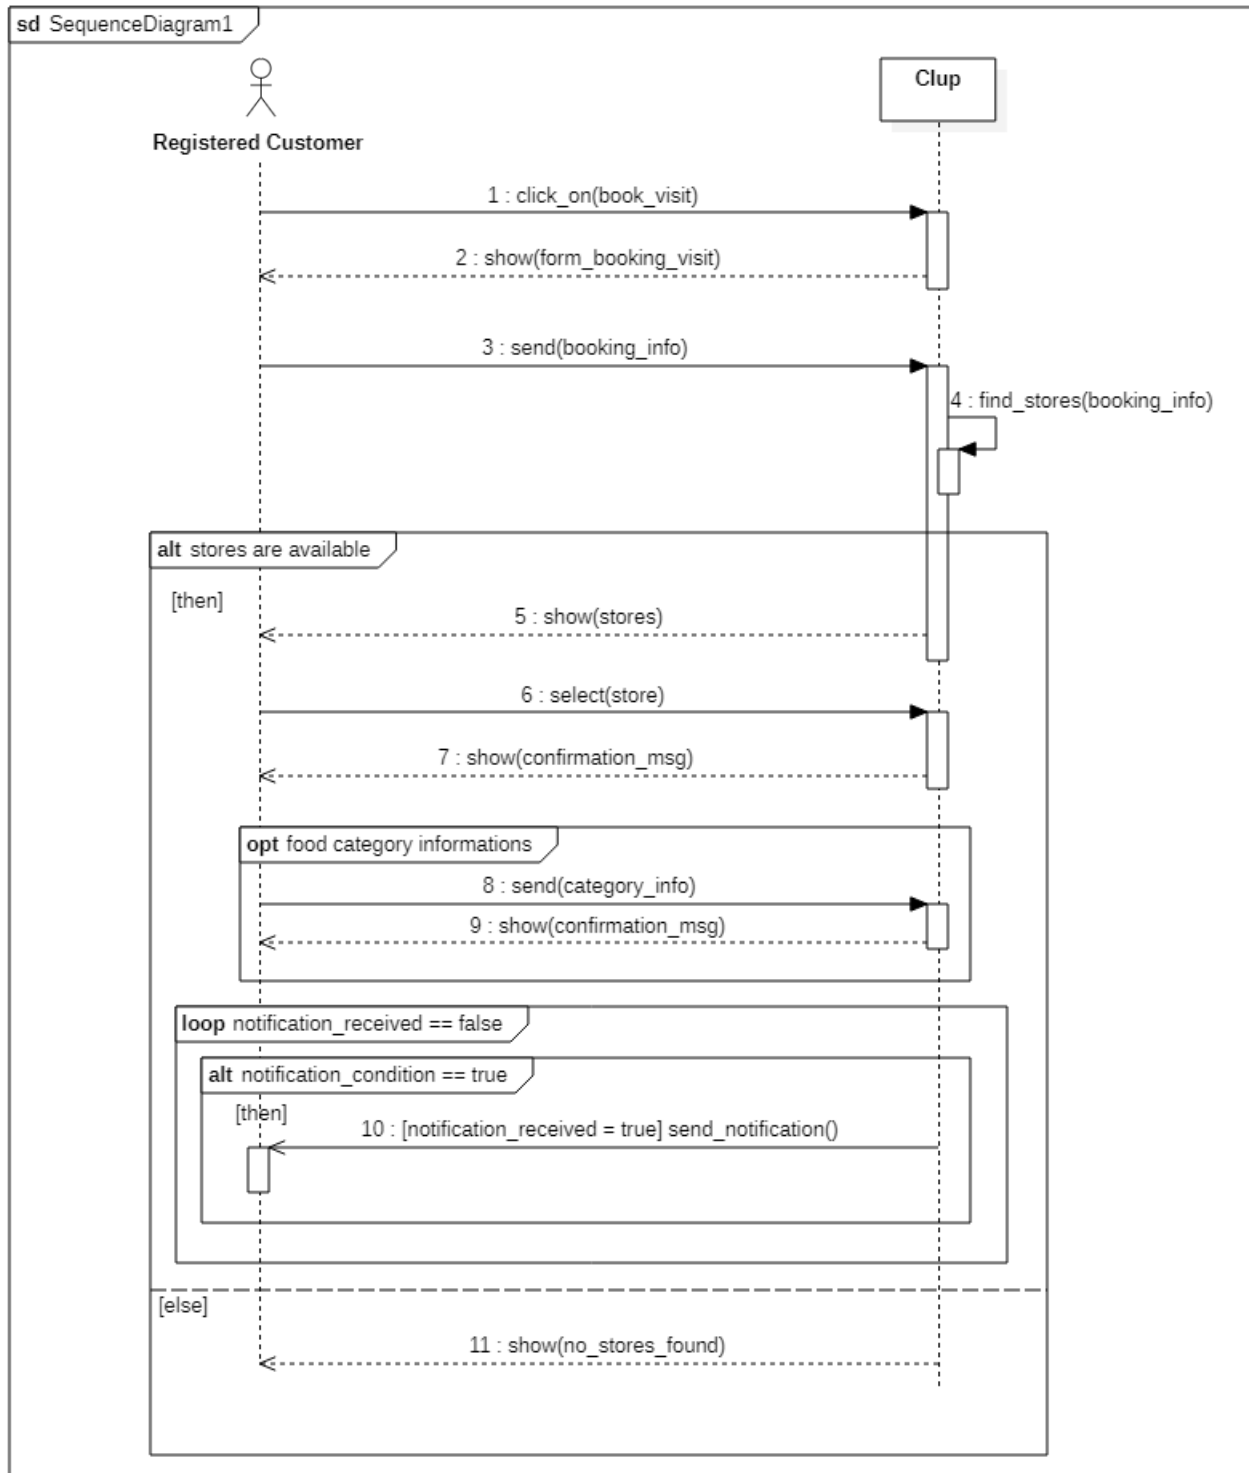 sd SequenceDiagram1
Clup
Registered Customer
1 : click_on(book_visit)
2 : show(form_booking_visit)
3 : send(booking_info)
4 : find_stores(booking_info)
alt stores are available
[then]
5 : show(stores)
6 : select(store)
7 : show(confirmation_msg)
opt food category informations
8 : send(category_info)
9 : show(confirmation_msg)
loop notification_received == false
alt notification_condition == true
[then]
10 : [notification_received = true] send_notification()
[else]
11 : show(no_stores_found)